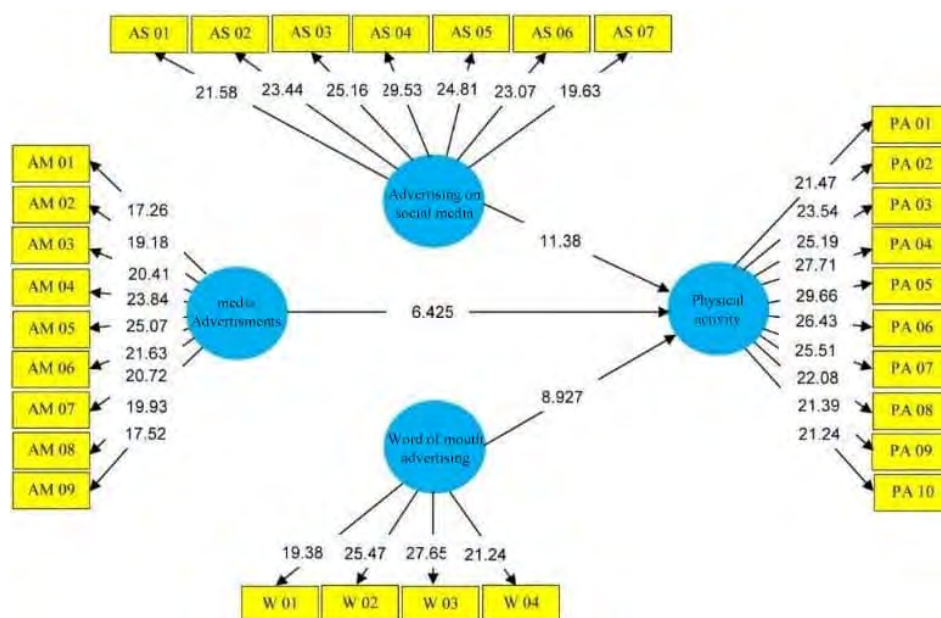 AS 01 AS 02 AS 03 AS 04 AS 05 AS 06 AS 07
21.58 23.44 25.16 29.53 24.81 23.07 19.63
Advertising on
social media
AM 01
AM 02
AM 03
AM 04
AM 05
AM 06
AM 07
AM 08
AM 09
17.26
19.18
20.41
23.84
25.07
21.63
20.72
19.93
17.52
media
Advertisments
11.38
6.425
8.927
Physical
activity
21.47
23.54
25.19
27.71
29.66
26.43
25.51
22.08
21.39
21.24
PA 01
PA 02
PA 03
PA 04
PA 05
PA 06
PA 07
PA 08
PA 09
PA 10
Word of mouth
advertising
19.38 25.47 27.65 21.24
W 01 W 02 W 03 W 04